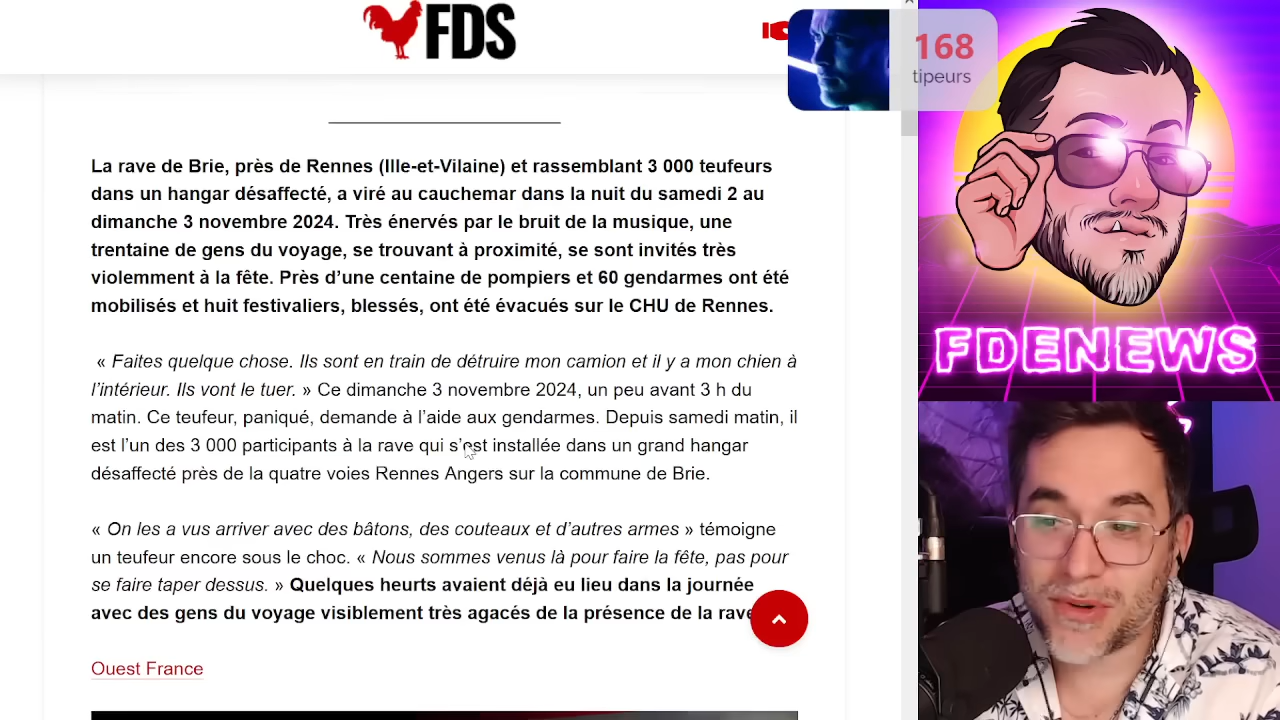 FDS
168
tipeurs
La rave de Brie, près de Rennes (Ille-et-Vilaine) et rassemblant 3 000 teufeurs
dans un hangar désaffecté, a viré au cauchemar dans la nuit du samedi 2 au
dimanche 3 novembre 2024. Très énervés par le bruit de la musique, une
trentaine de gens du voyage, se trouvant à proximité, se sont invités très
violemment à la fête. Près d’une centaine de pompiers et 60 gendarmes ont été
mobilisés et huit festivaliers, blessés, ont été évacués sur le CHU de Rennes.
« Faites quelque chose. Ils sont en train de détruire mon camion et il y a mon chien à
l’intérieur. Ils vont le tuer. » Ce dimanche 3 novembre 2024, un peu avant 3 h du
matin. Ce teufeur, paniqué, demande à l’aide aux gendarmes. Depuis samedi matin, il
est l’un des 3 000 participants à la rave qui s’est installée dans un grand hangar
désaffecté près de la quatre voies Rennes Angers sur la commune de Brie.
« On les a vus arriver avec des bâtons, des couteaux et d’autres armes » témoigne
un teufeur encore sous le choc. « Nous sommes venus là pour faire la fête, pas pour
se faire taper dessus. » Quelques heurts avaient déjà eu lieu dans la journée
avec des gens du voyage visiblement très agacés de la présence de la rave
Ouest France
FDENEWS